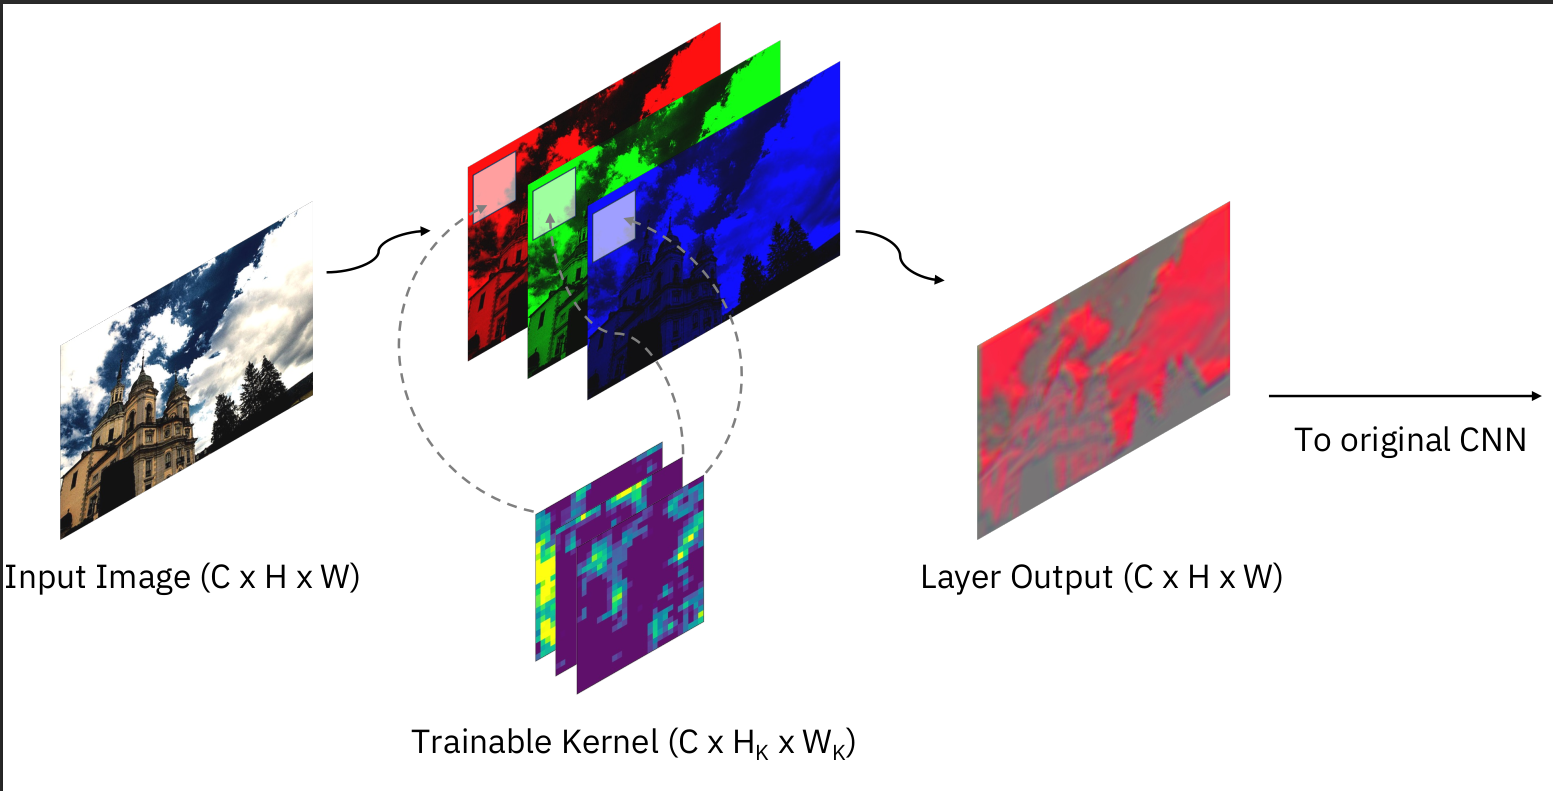 To original CNN
Input Image (C x H x W)
Layer Output (C x H x W)
Trainable Kernel (C x H_K x W_K)